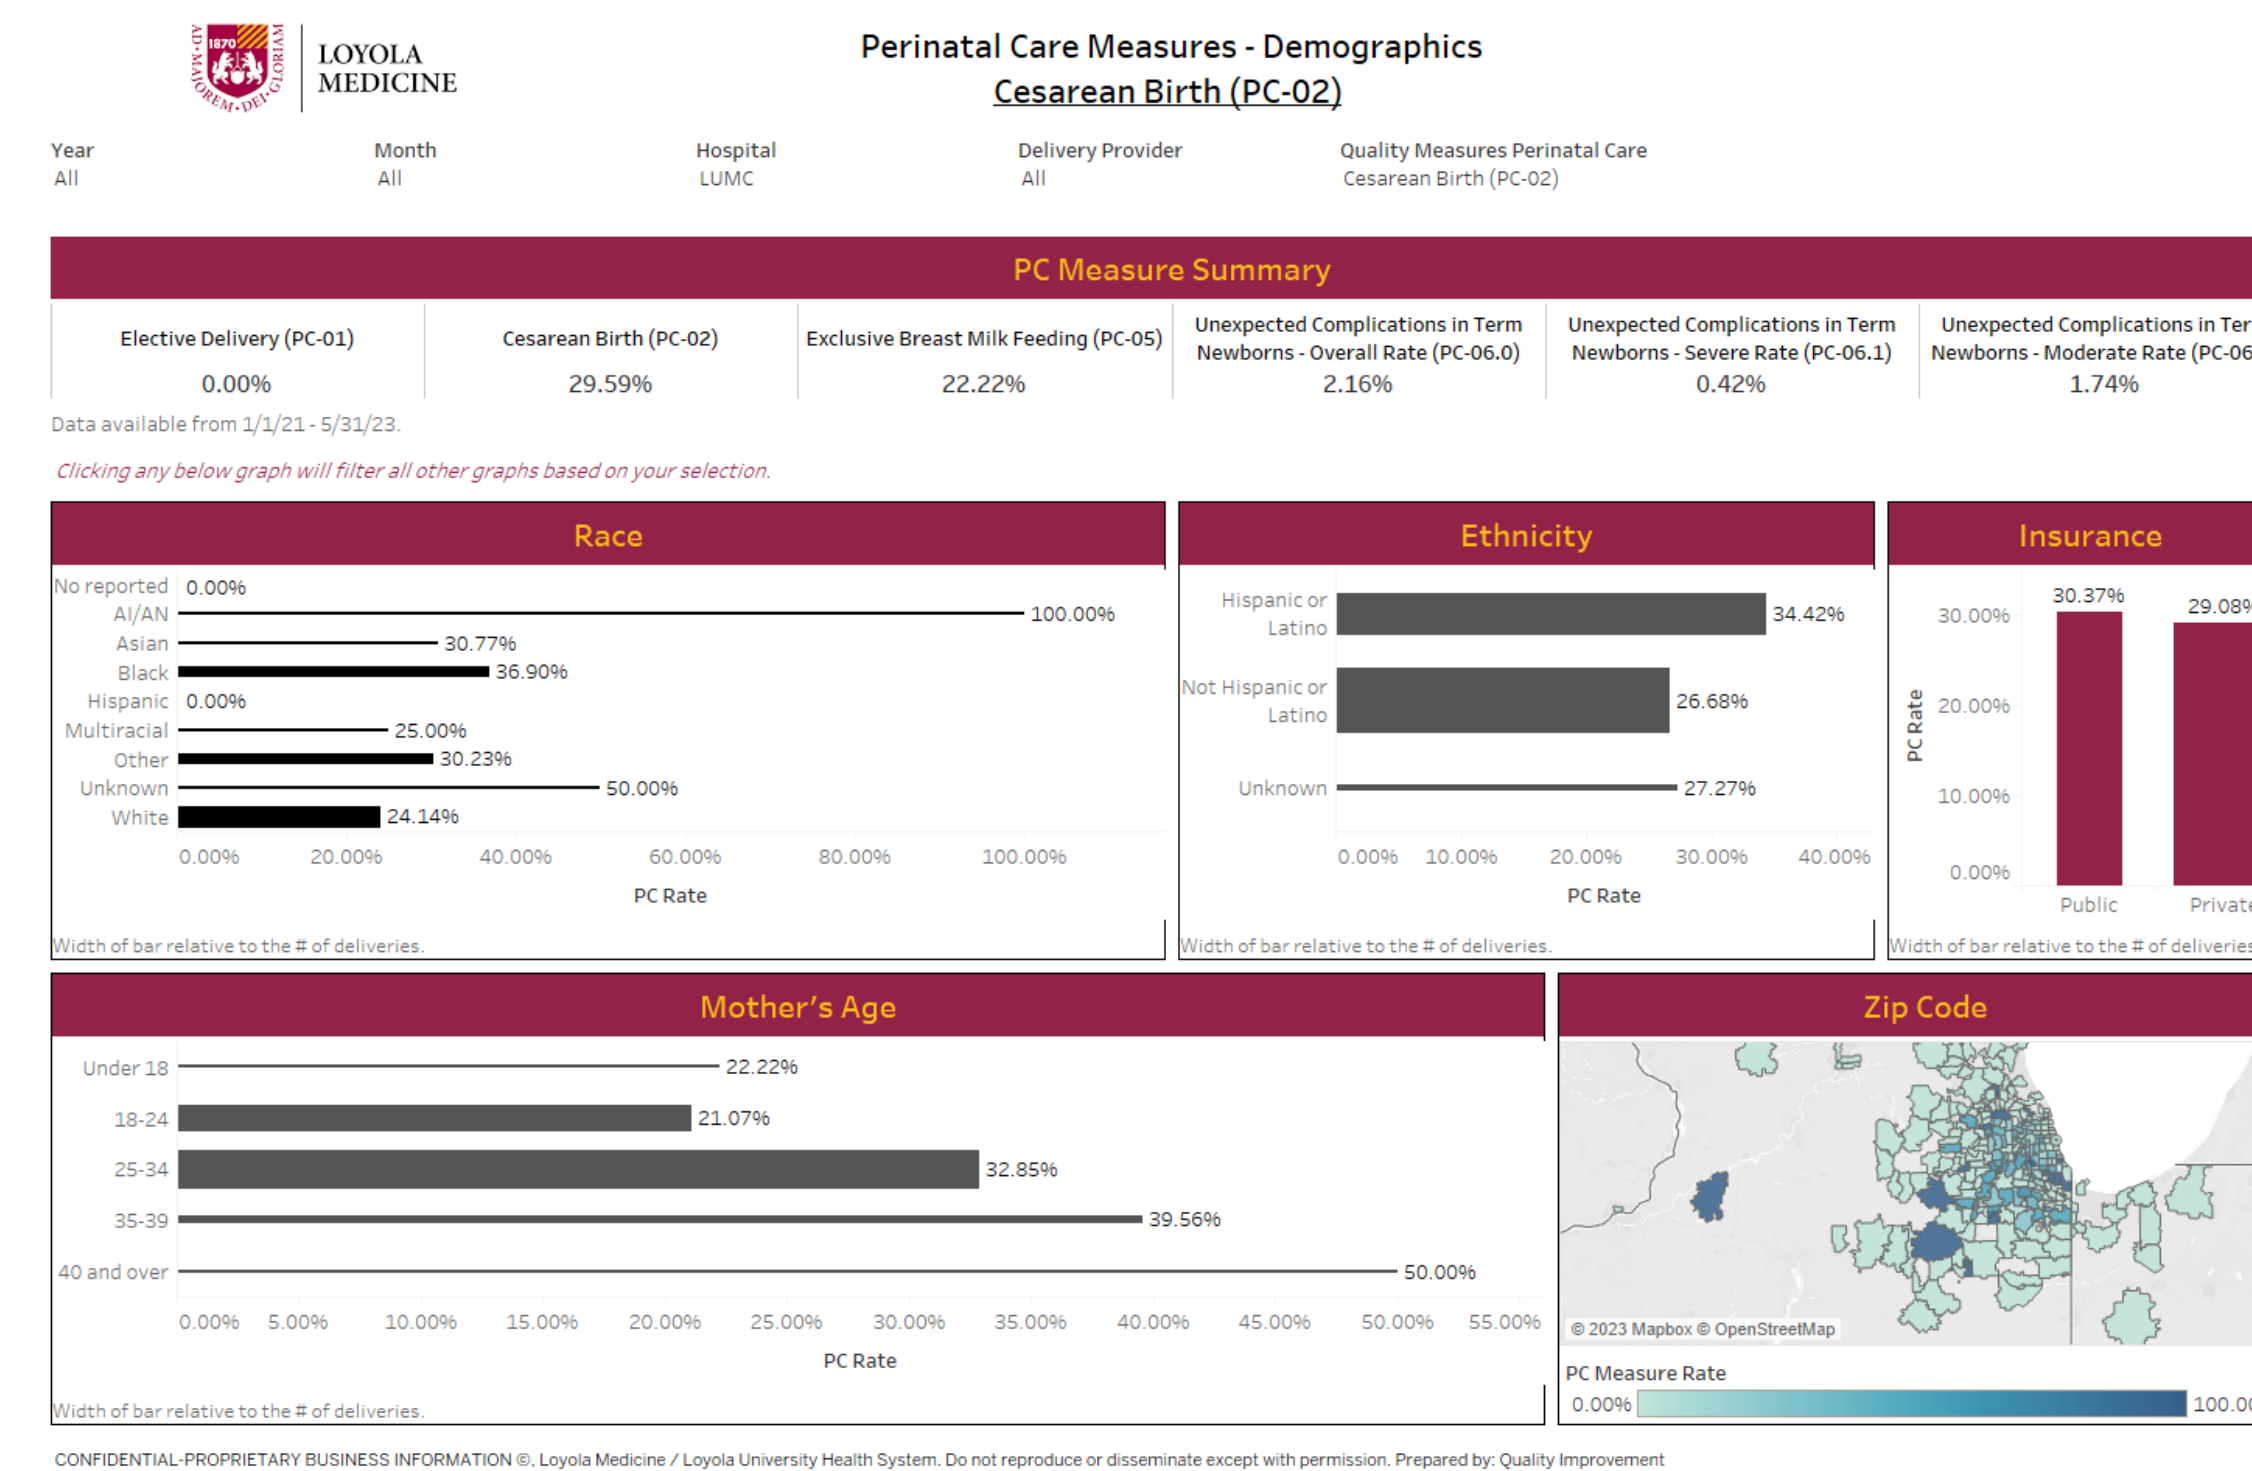 AD·MAJOREM·DEI·GLORIAM
1870
LOYOLA
MEDICINE
Perinatal Care Measures - Demographics
Cesarean Birth (PC-02)
Year
All
Month
All
Hospital
LUMC
Delivery Provider
All
Quality Measures Perinatal Care
Cesarean Birth (PC-02)
PC Measure Summary
Elective Delivery (PC-01)
0.00%
Cesarean Birth (PC-02)
29.59%
Exclusive Breast Milk Feeding (PC-05)
22.22%
Unexpected Complications in Term
Newborns - Overall Rate (PC-06.0)
2.16%
Unexpected Complications in Term
Newborns - Severe Rate (PC-06.1)
0.42%
Unexpected Complications in Ter
Newborns - Moderate Rate (PC-06
1.74%
Data available from 1/1/21 - 5/31/23.
Clicking any below graph will filter all other graphs based on your selection.
Race
No reported 0.00%
AI/AN 100.00%
Asian 30.77%
Black 36.90%
Hispanic 0.00%
Multiracial 25.00%
Other 30.23%
Unknown 50.00%
White 24.14%
0.00% 20.00% 40.00% 60.00% 80.00% 100.00%
PC Rate
Width of bar relative to the # of deliveries.
Ethnicity
Hispanic or
Latino
34.42%
Not Hispanic or
Latino
26.68%
Unknown 27.27%
0.00% 10.00% 20.00% 30.00% 40.00%
PC Rate
Width of bar relative to the # of deliveries.
Insurance
30.37% 29.08%
30.00%
20.00%
10.00%
0.00%
PC Rate
Public Private
Width of bar relative to the # of deliveries
Mother's Age
Under 18 22.22%
18-24 21.07%
25-34 32.85%
35-39 39.56%
40 and over 50.00%
0.00% 5.00% 10.00% 15.00% 20.00% 25.00% 30.00% 35.00% 40.00% 45.00% 50.00% 55.00%
PC Rate
Width of bar relative to the # of deliveries.
Zip Code
© 2023 Mapbox © OpenStreetMap
PC Measure Rate
0.00% 100.00
CONFIDENTIAL-PROPRIETARY BUSINESS INFORMATION ©, Loyola Medicine / Loyola University Health System. Do not reproduce or disseminate except with permission. Prepared by: Quality Improvement